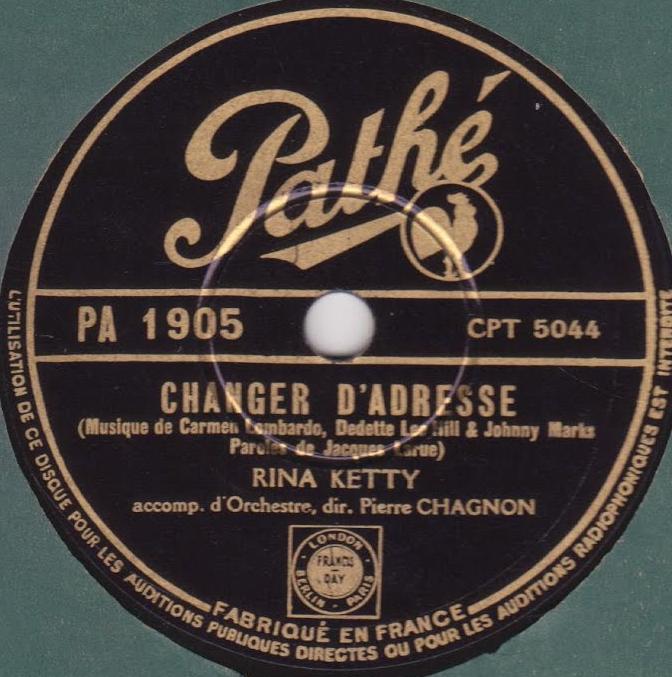 Pathé
PA 1905 CPT 5044
CHANGER D'ADRESSE
(Musique de Carmen Lombardo, Dedette Lee Hill & Johnny Marks
Paroles de Jacques Larue)
RINA KETTY
accomp. d'Orchestre, dir. Pierre CHAGNON
LONDON
FRANCIS
DAY
BERLIN - PARIS
FABRIQUÉ EN FRANCE
L'UTILISATION DE CE DISQUE POUR LES AUDITIONS PUBLIQUES DIRECTES OU POUR LES AUDITIONS RADIOPHONIQUES EST INTERDITE